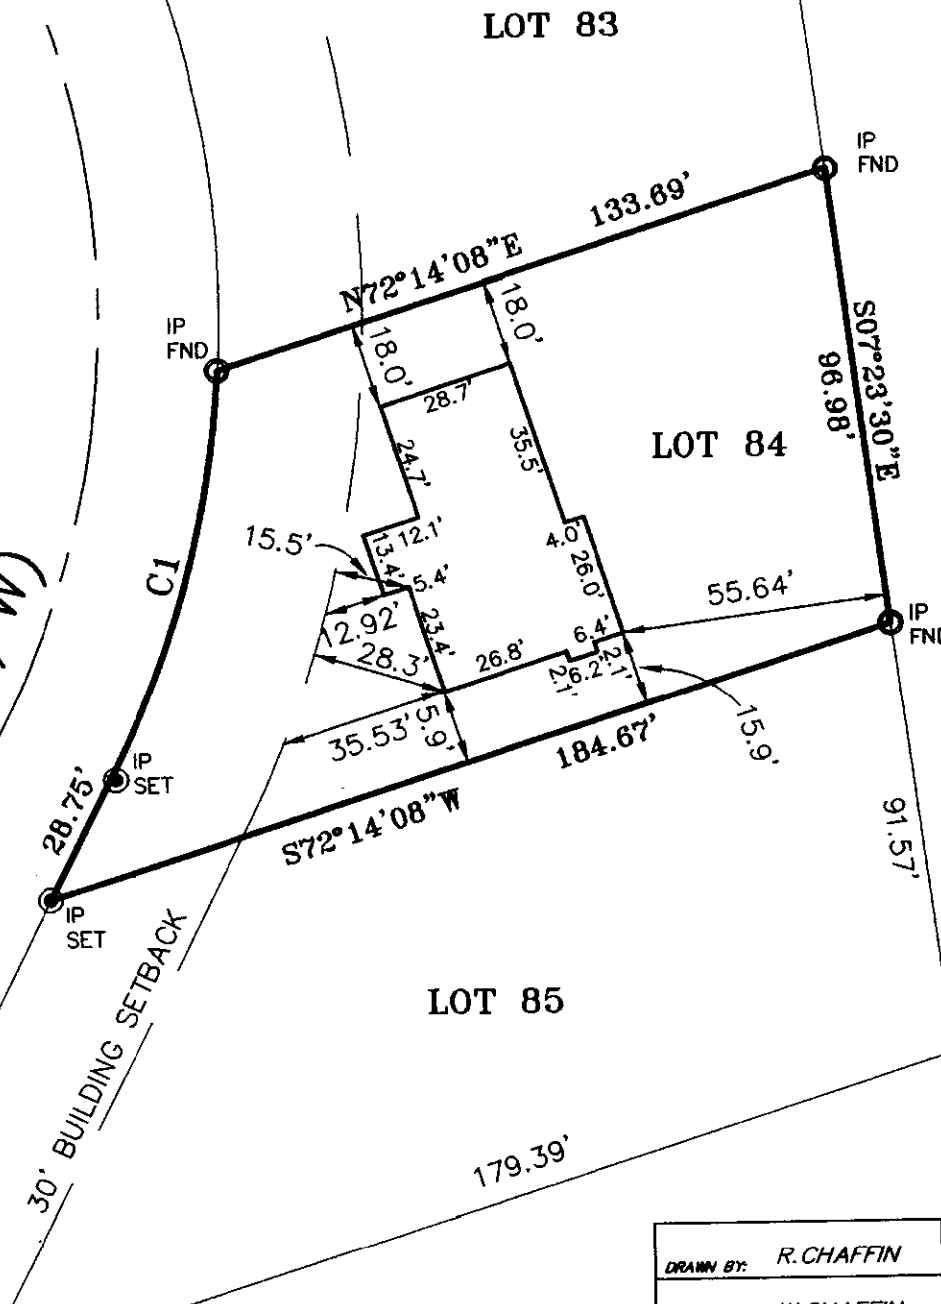 LOT 83
IP
FND
133.69'
N72°14'08"E
IP
FND
18.0'
18.0'
28.7'
S07°23'30"E
96.98'
24.7'
35.5'
LOT 84
15.5'
12.1'
13.4'
4.0'
26.0'
C1
5.4'
W)
12.92'
23.4'
55.64'
IP
FND
28.3'
26.8'
6.4'
2.1'
6.2'
2.1'
35.53'
5.9'
15.9'
184.67'
IP
SET
28.75'
S72°14'08"W
91.57'
IP
SET
30' BUILDING SETBACK
LOT 85
179.39'
DRAWN BY: R.CHAFFIN